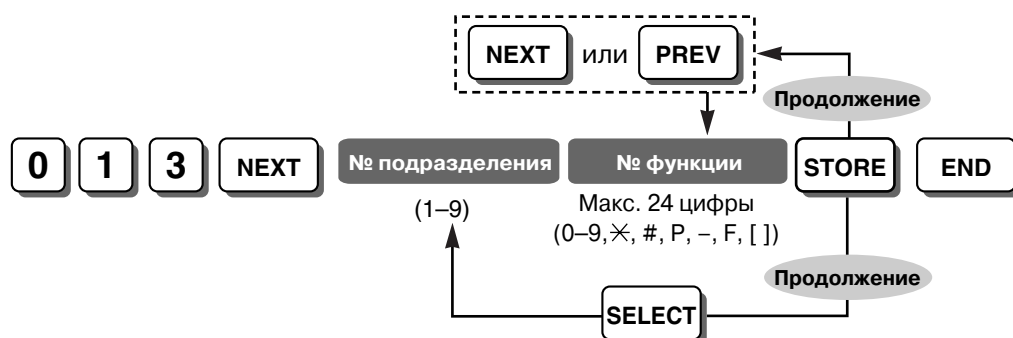 NEXT или PREV
Продолжение
0 1 3 NEXT № подразделения № функции STORE END
(1–9) Макс. 24 цифры
(0–9, ✳, #, P, –, F, [ ])
Продолжение
SELECT